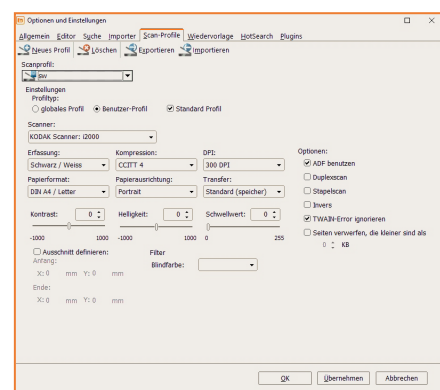 Optionen und Einstellungen
Allgemein Editor Suche Importer Scan-Profile Wiedervorlage HotSearch Plugins
Neues Profil Löschen Exportieren Importieren
Scanprofil:
sw
Einstellungen
Profiltyp:
globales Profil Benutzer-Profil Standard Profil
Scanner:
KODAK Scanner: i2000
Erfassung: Kompression: DPI: Optionen:
Schwarz / Weiss CCITT 4 300 DPI ADF benutzen
Papierformat: Papierausrichtung: Transfer: Duplexscan
DIN A4 / Letter Portrait Standard (speicher) Stapelscan
Invers
Kontrast: 0 Helligkeit: 0 Schwellwert: 0 TWAIN-Error ignorieren
-1000 1000 -1000 1000 0 255 Seiten verwerfen, die kleiner sind als
0 KB
Ausschnitt definieren: Filter
Anfang: Blindfarbe:
X: 0 mm Y: 0 mm
Ende:
X: 0 mm Y: 0 mm
OK Übernehmen Abbrechen